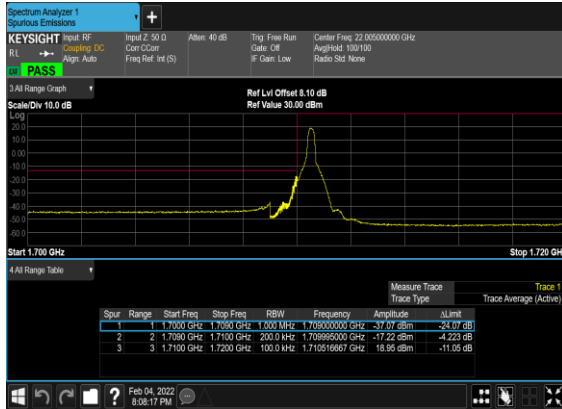 Spectrum Analyzer 1
Spurious Emissions
KEYSIGHT Input: RF Input Z: 50 Ω Atten: 40 dB Trig: Free Run Center Freq: 22.005000000 GHz
RL Coupling: DC Corr CCorr Gate: Off Avg|Hold: 100/100
Align: Auto Freq Ref: Int (S) IF Gain: Low Radio Std: None
LXI PASS
3 All Range Graph
Ref Lvl Offset 8.10 dB
Scale/Div 10.0 dB Ref Value 30.00 dBm
Log
20.0
10.0
0.00
-10.0
-20.0
-30.0
-40.0
-50.0
-60.0
Start 1.700 GHz Stop 1.720 GH
4 All Range Table
Measure Trace Trace 1
Trace Type Trace Average (Active)
Spur Range Start Freq Stop Freq RBW Frequency Amplitude ΔLimit
1 1 1.7000 GHz 1.7090 GHz 1.000 MHz 1.709000000 GHz -37.07 dBm -24.07 dB
2 2 1.7090 GHz 1.7100 GHz 200.0 kHz 1.709995000 GHz -17.22 dBm -4.223 dB
3 3 1.7100 GHz 1.7200 GHz 100.0 kHz 1.710516667 GHz 18.95 dBm -11.05 dB
? Feb 04, 2022
8:08:17 PM